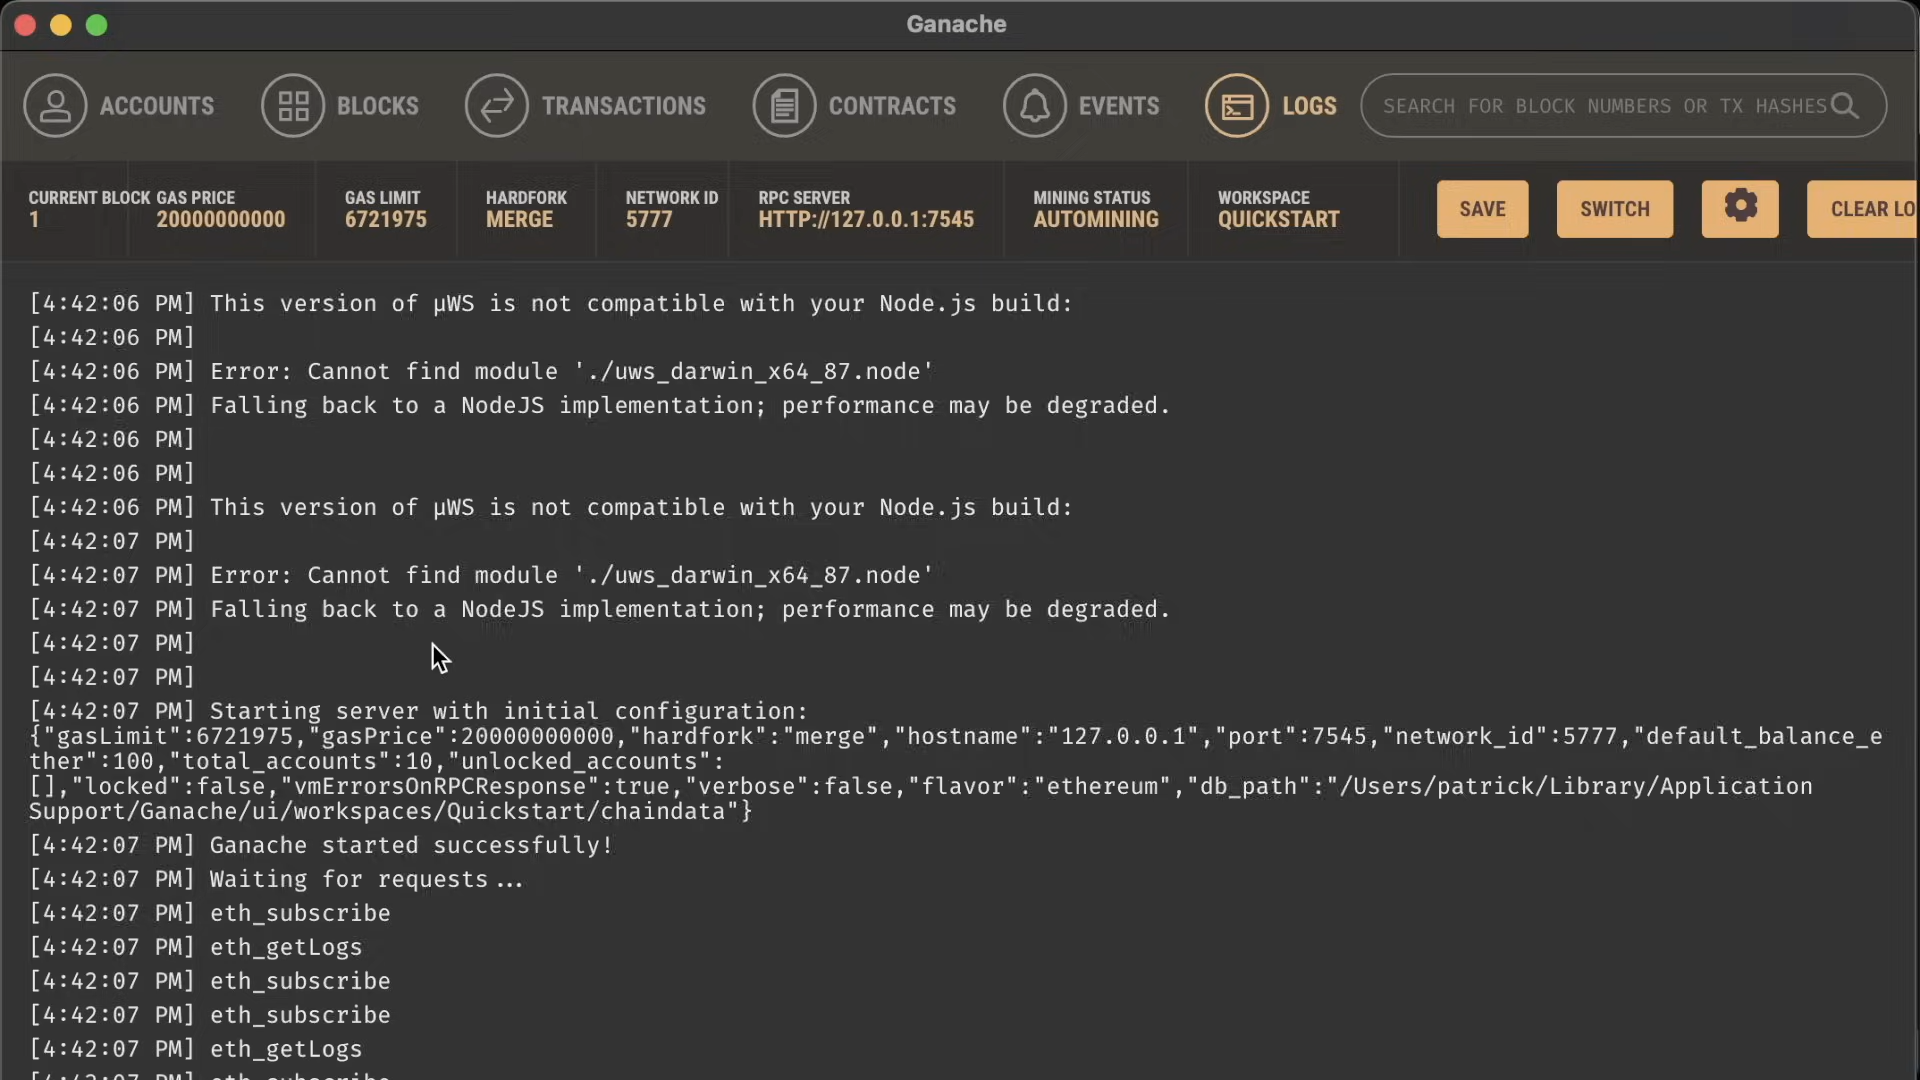 Ganache
ACCOUNTS BLOCKS TRANSACTIONS CONTRACTS EVENTS LOGS SEARCH FOR BLOCK NUMBERS OR TX HASHES
CURRENT BLOCK GAS PRICE GAS LIMIT HARDFORK NETWORK ID RPC SERVER MINING STATUS WORKSPACE
1 20000000000 6721975 MERGE 5777 HTTP://127.0.0.1:7545 AUTOMINING QUICKSTART
SAVE SWITCH CLEAR LO
[4:42:06 PM] This version of µWS is not compatible with your Node.js build:
[4:42:06 PM]
[4:42:06 PM] Error: Cannot find module './uws_darwin_x64_87.node'
[4:42:06 PM] Falling back to a NodeJS implementation; performance may be degraded.
[4:42:06 PM]
[4:42:06 PM]
[4:42:06 PM] This version of µWS is not compatible with your Node.js build:
[4:42:07 PM]
[4:42:07 PM] Error: Cannot find module './uws_darwin_x64_87.node'
[4:42:07 PM] Falling back to a NodeJS implementation; performance may be degraded.
[4:42:07 PM]
[4:42:07 PM]
[4:42:07 PM] Starting server with initial configuration:
{"gasLimit":6721975,"gasPrice":20000000000,"hardfork":"merge","hostname":"127.0.0.1","port":7545,"network_id":5777,"default_balance_e
ther":100,"total_accounts":10,"unlocked_accounts":
[],"locked":false,"vmErrorsOnRPCResponse":true,"verbose":false,"flavor":"ethereum","db_path":"/Users/patrick/Library/Application
Support/Ganache/ui/workspaces/Quickstart/chaindata"}
[4:42:07 PM] Ganache started successfully!
[4:42:07 PM] Waiting for requests...
[4:42:07 PM] eth_subscribe
[4:42:07 PM] eth_getLogs
[4:42:07 PM] eth_subscribe
[4:42:07 PM] eth_subscribe
[4:42:07 PM] eth_getLogs